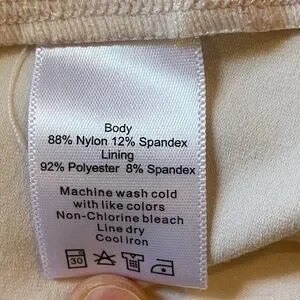 Body
88% Nylon 12% Spandex
Lining
92% Polyester 8% Spandex
Machine wash cold
with like colors
Non-Chlorine bleach
Line dry
Cool iron
30